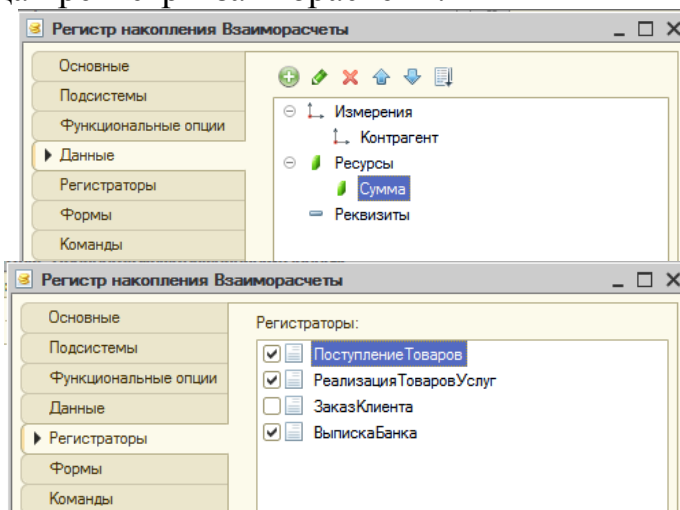 Регистр накопления Взаиморасчеты
Основные
Подсистемы
Функциональные опции
Данные
Регистраторы
Формы
Команды
Измерения
Контрагент
Ресурсы
Сумма
Реквизиты
Регистр накопления Взаиморасчеты
Основные
Подсистемы
Функциональные опции
Данные
Регистраторы
Формы
Команды
Регистраторы:
ПоступлениеТоваров
РеализацияТоваровУслуг
ЗаказКлиента
ВыпискаБанка